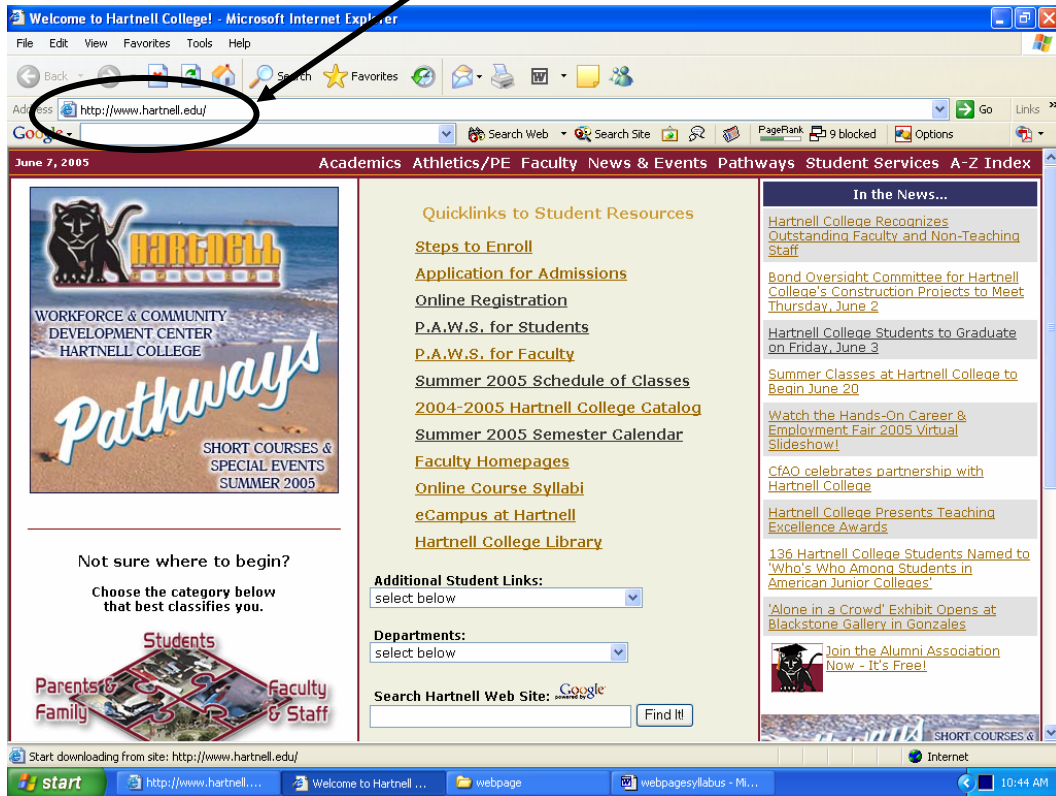 Welcome to Hartnell College! - Microsoft Internet Explorer
File Edit View Favorites Tools Help
Back Search Favorites
Address http://www.hartnell.edu/ Go Links »
Google Search Web Search Site PageRank 9 blocked Options
June 7, 2005 Academics Athletics/PE Faculty News & Events Pathways Student Services A-Z Index
HARTNELL
WORKFORCE & COMMUNITY
DEVELOPMENT CENTER
HARTNELL COLLEGE
Pathways
SHORT COURSES &
SPECIAL EVENTS
SUMMER 2005
Not sure where to begin?
Choose the category below
that best classifies you.
Students
Parents &
Family
Faculty
& Staff
Quicklinks to Student Resources
Steps to Enroll
Application for Admissions
Online Registration
P.A.W.S. for Students
P.A.W.S. for Faculty
Summer 2005 Schedule of Classes
2004-2005 Hartnell College Catalog
Summer 2005 Semester Calendar
Faculty Homepages
Online Course Syllabi
eCampus at Hartnell
Hartnell College Library
Additional Student Links:
select below
Departments:
select below
Search Hartnell Web Site: powered by Google
Find It!
In the News...
Hartnell College Recognizes
Outstanding Faculty and Non-Teaching
Staff
Bond Oversight Committee for Hartnell
College's Construction Projects to Meet
Thursday, June 2
Hartnell College Students to Graduate
on Friday, June 3
Summer Classes at Hartnell College to
Begin June 20
Watch the Hands-On Career &
Employment Fair 2005 Virtual
Slideshow!
CfAO celebrates partnership with
Hartnell College
Hartnell College Presents Teaching
Excellence Awards
136 Hartnell College Students Named to
'Who's Who Among Students in
American Junior Colleges'
'Alone in a Crowd' Exhibit Opens at
Blackstone Gallery in Gonzales
Join the Alumni Association
Now - It's Free!
SHORT COURSES &
Start downloading from site: http://www.hartnell.edu/ Internet
start http://www.hartnell.... Welcome to Hartnell ... webpage webpagesyllabus - Mi... 10:44 AM